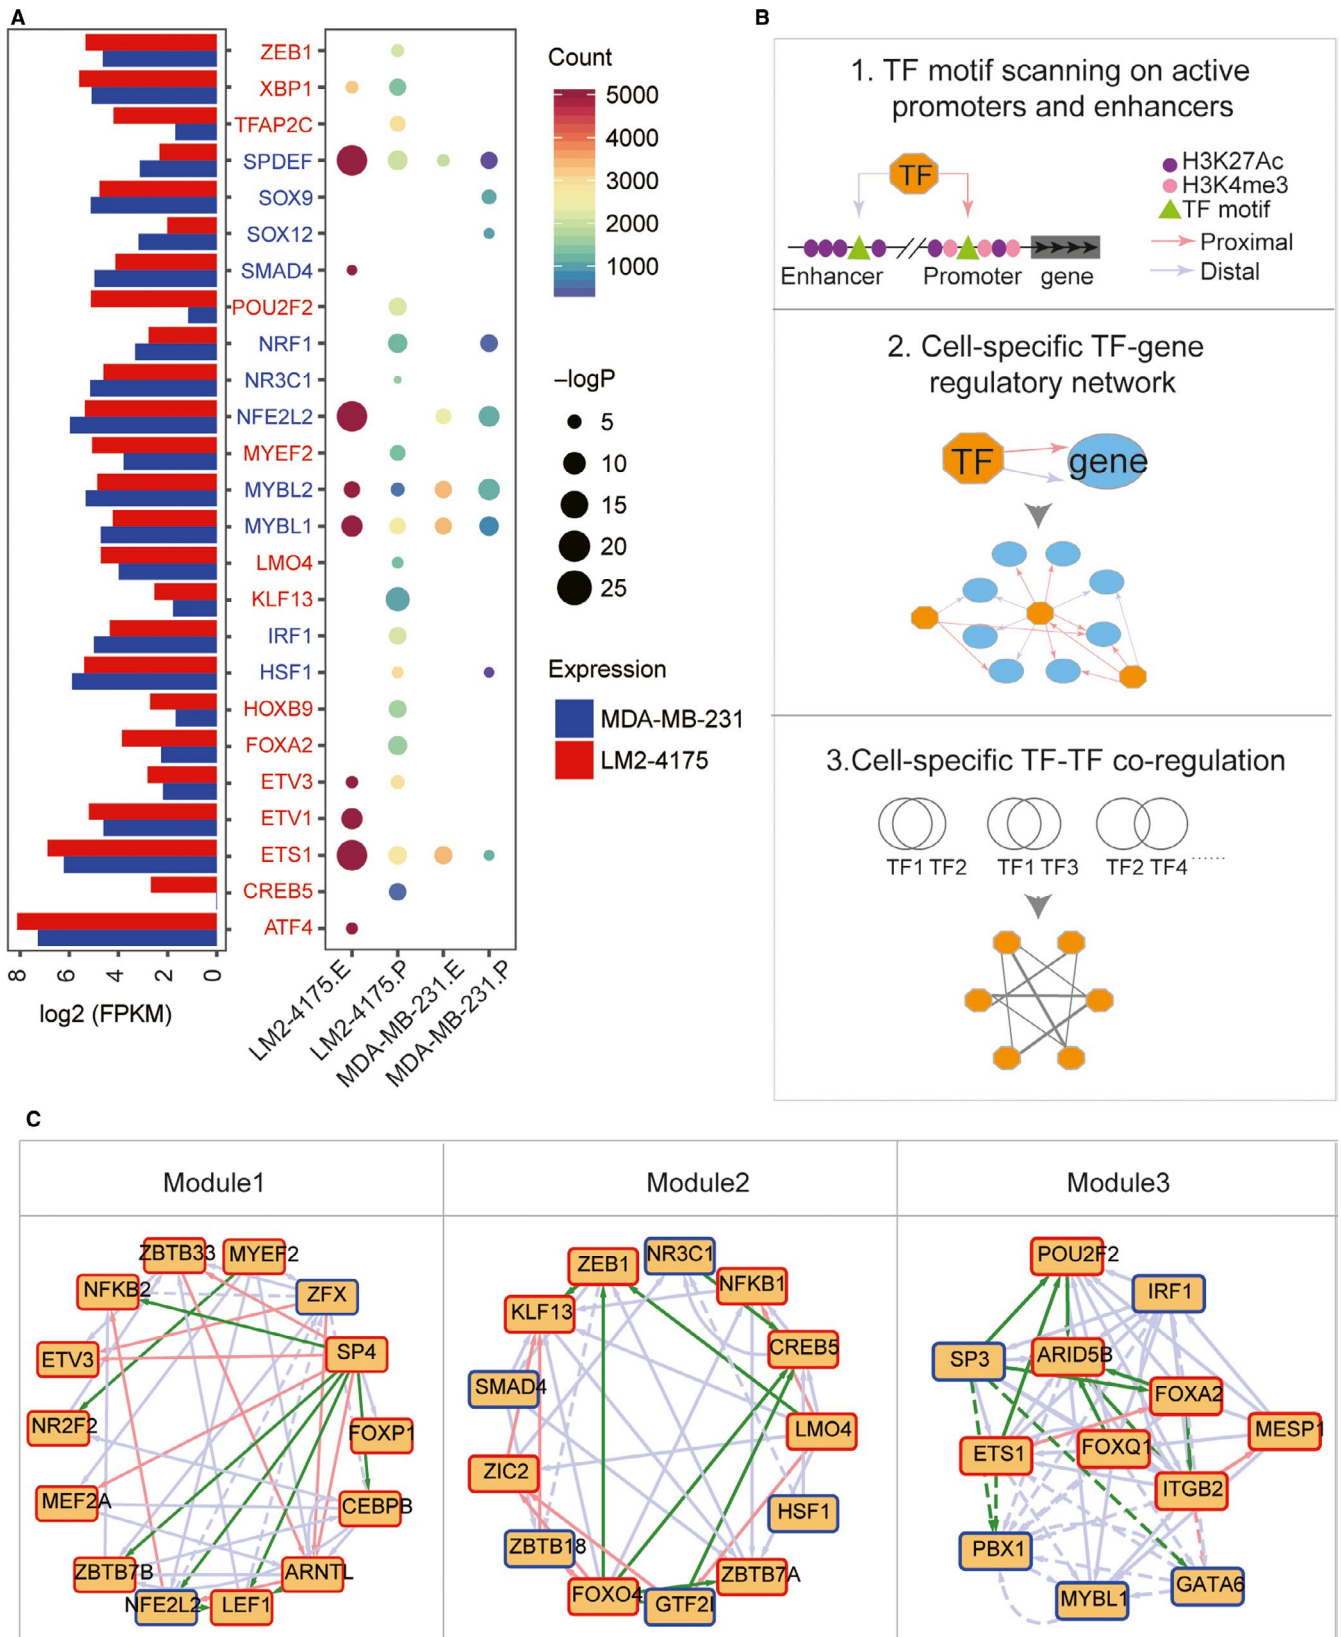 A
ZEB1
XBP1
TFAP2C
SPDEF
SOX9
SOX12
SMAD4
POU2F2
NRF1
NR3C1
NFE2L2
MYEF2
MYBL2
MYBL1
LMO4
KLF13
IRF1
HSF1
HOXB9
FOXA2
ETV3
ETV1
ETS1
CREB5
ATF4
8 6 4 2 0
log2 (FPKM)
LM2-4175.E
LM2-4175.P
MDA-MB-231.E
MDA-MB-231.P
Count
5000
4000
3000
2000
1000
–logP
5
10
15
20
25
Expression
MDA-MB-231
LM2-4175
B
1. TF motif scanning on active
promoters and enhancers
TF
H3K27Ac
H3K4me3
TF motif
Proximal
Distal
Enhancer
Promoter
gene
2. Cell-specific TF-gene
regulatory network
TF
gene
3.Cell-specific TF-TF co-regulation
TF1 TF2
TF1 TF3
TF2 TF4
......
C
Module1
ZBTB33
MYEF2
NFKB2
ZFX
ETV3
SP4
NR2F2
FOXP1
MEF2A
CEBPB
ZBTB7B
ARNTL
NFE2L2
LEF1
Module2
ZEB1
NR3C1
NFKB1
KLF13
CREB5
SMAD4
LMO4
ZIC2
HSF1
ZBTB18
ZBTB7A
FOXO4
GTF2I
Module3
POU2F2
IRF1
SP3
ARID5B
FOXA2
MESP1
ETS1
FOXQ1
ITGB2
PBX1
GATA6
MYBL1